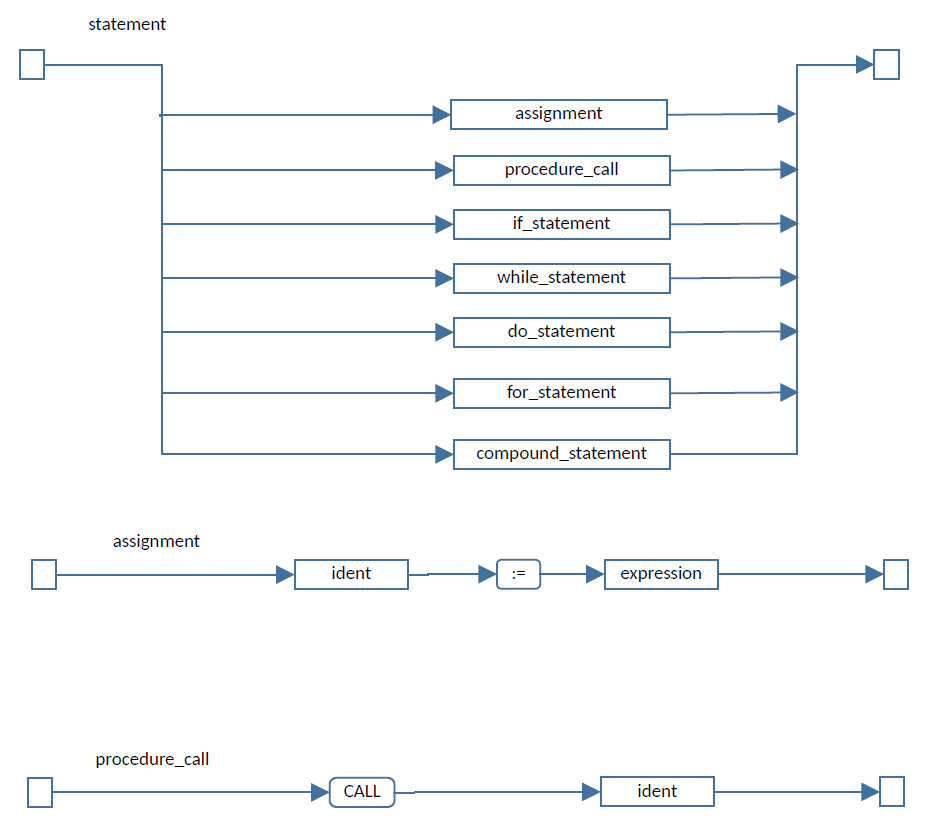 statement
assignment
procedure_call
if_statement
while_statement
do_statement
for_statement
compound_statement
assignment
ident := expression
procedure_call
CALL ident